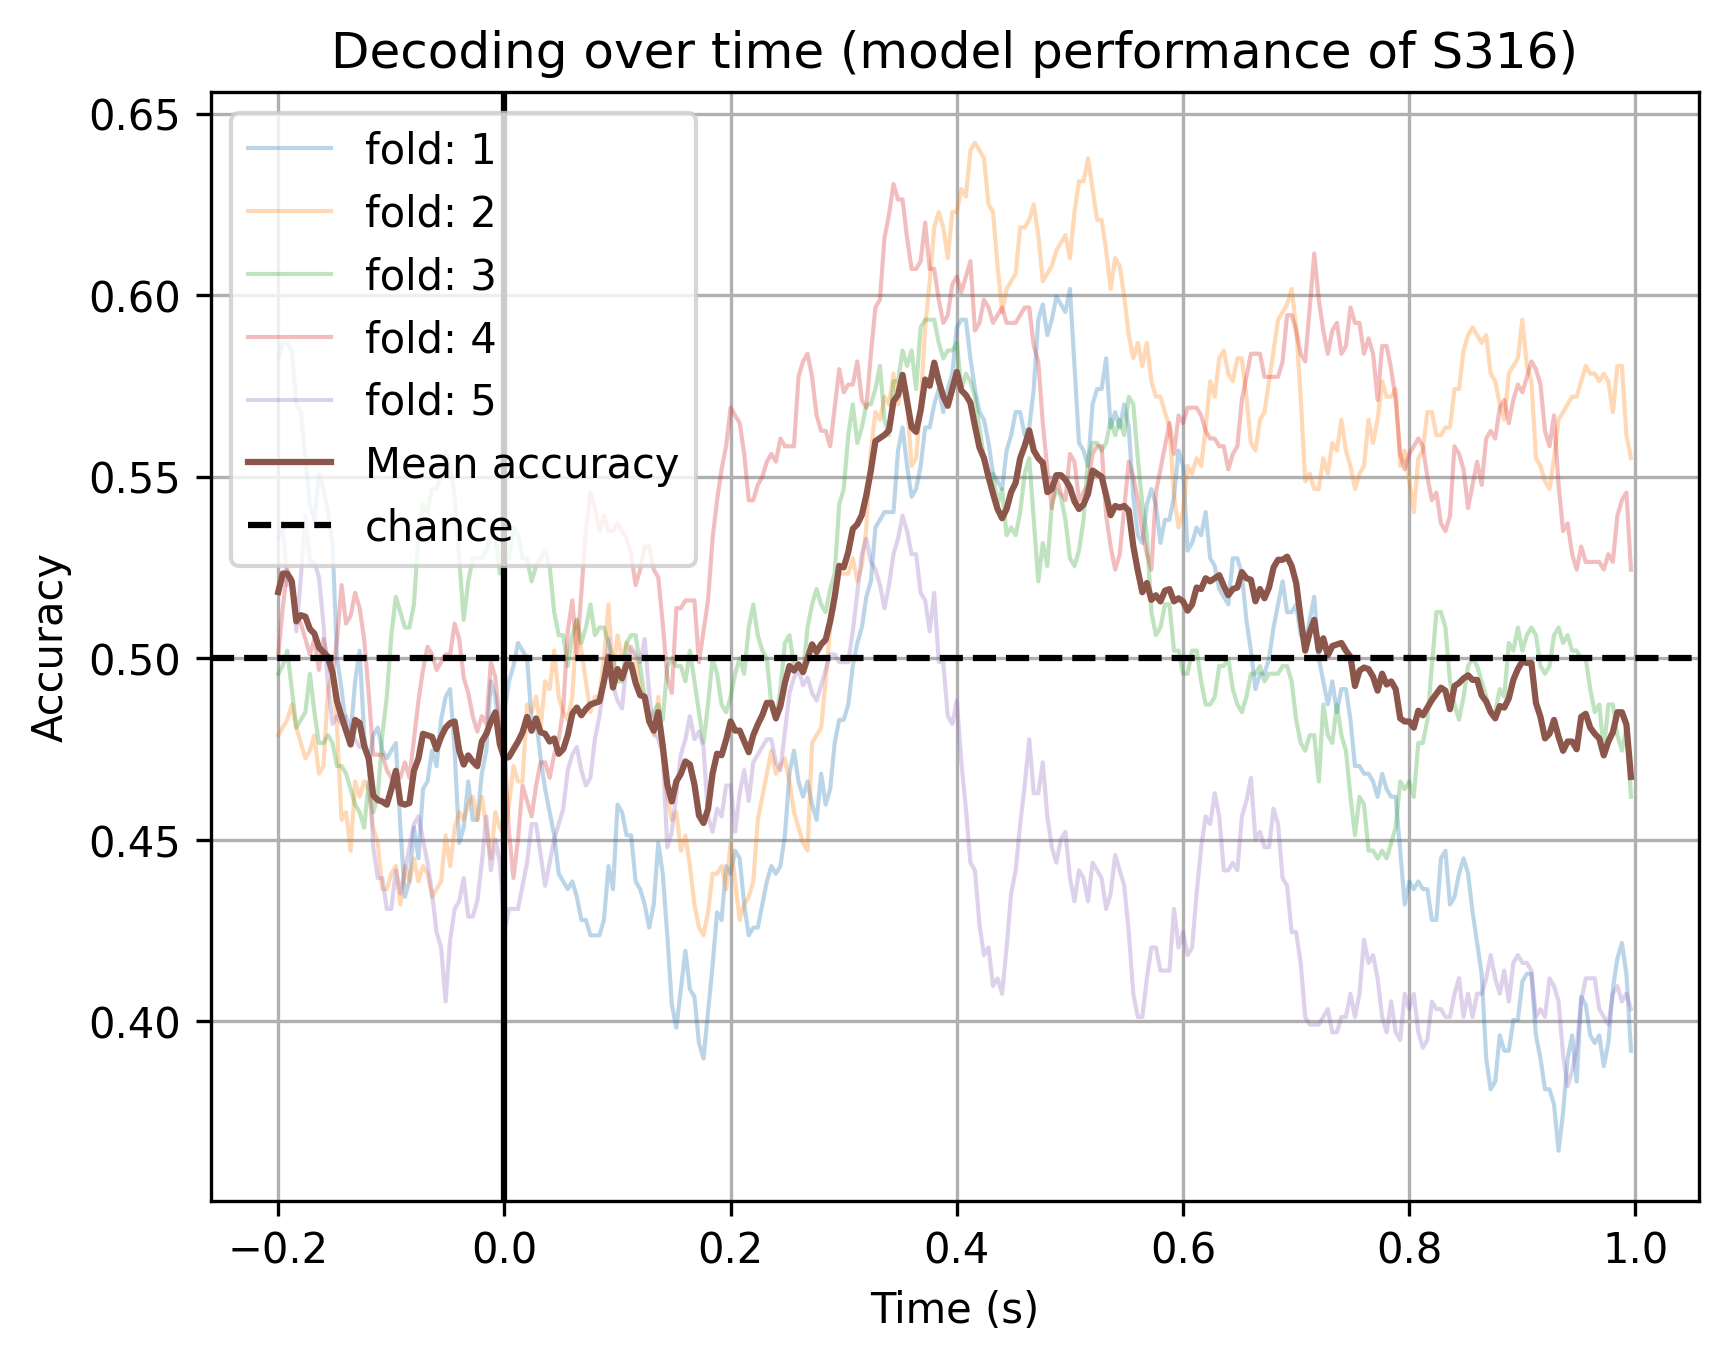 Decoding over time (model performance of S316)
0.65
0.60
0.55
0.50
0.45
0.40
Accuracy
fold: 1
fold: 2
fold: 3
fold: 4
fold: 5
Mean accuracy
chance
−0.2 0.0 0.2 0.4 0.6 0.8 1.0
Time (s)